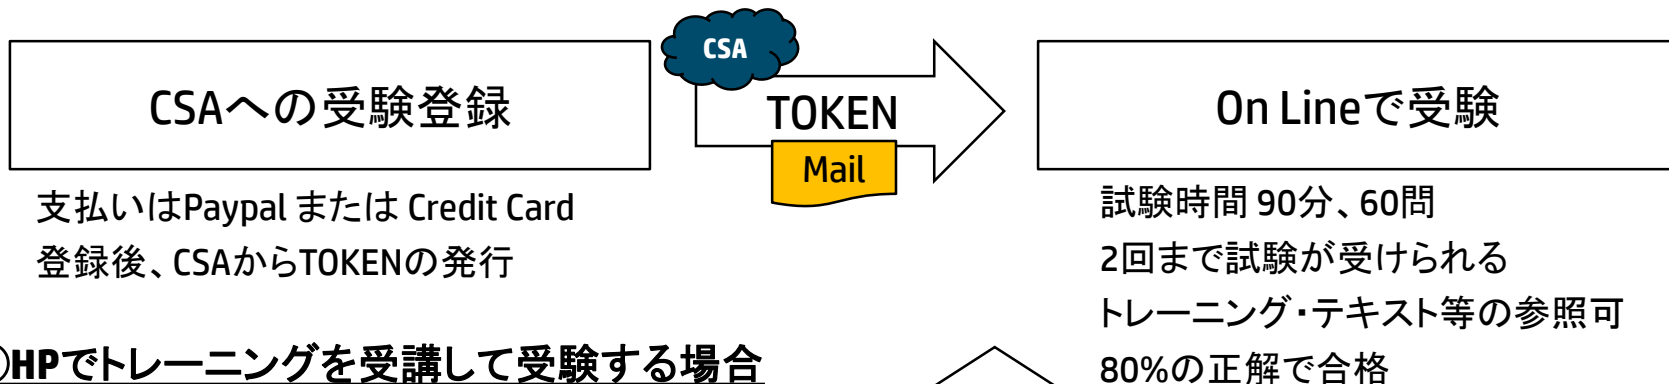 CSA
CSAへの受験登録
TOKEN
Mail
On Lineで受験
支払いはPaypal または Credit Card
登録後、CSAからTOKENの発行
試験時間 90分、60問
2回まで試験が受けられる
トレーニング・テキスト等の参照可
80%の正解で合格
HPでトレーニングを受講して受験する場合